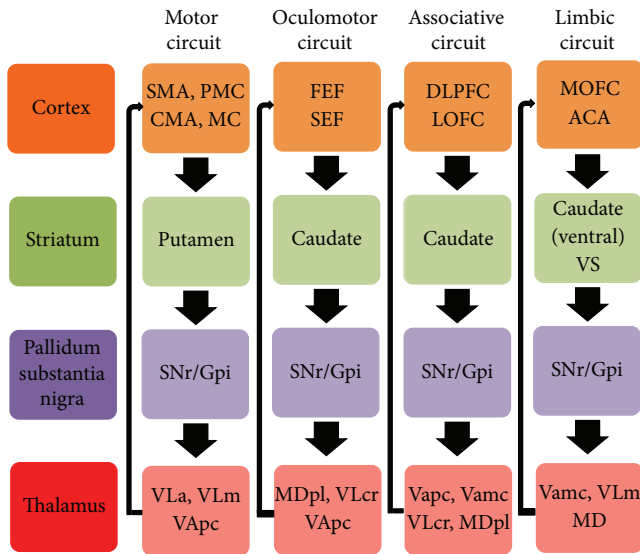 Motor
circuit
Oculomotor
circuit
Associative
circuit
Limbic
circuit
Cortex
SMA, PMC
CMA, MC
FEF
SEF
DLPFC
LOFC
MOFC
ACA
Striatum
Putamen
Caudate
Caudate
Caudate
(ventral)
VS
Pallidum
substantia
nigra
SNr/Gpi
SNr/Gpi
SNr/Gpi
SNr/Gpi
Thalamus
VLa, VLm
VApc
MDpl, VLcr
VApc
Vapc, Vamc
VLcr, MDpl
Vamc, VLm
MD